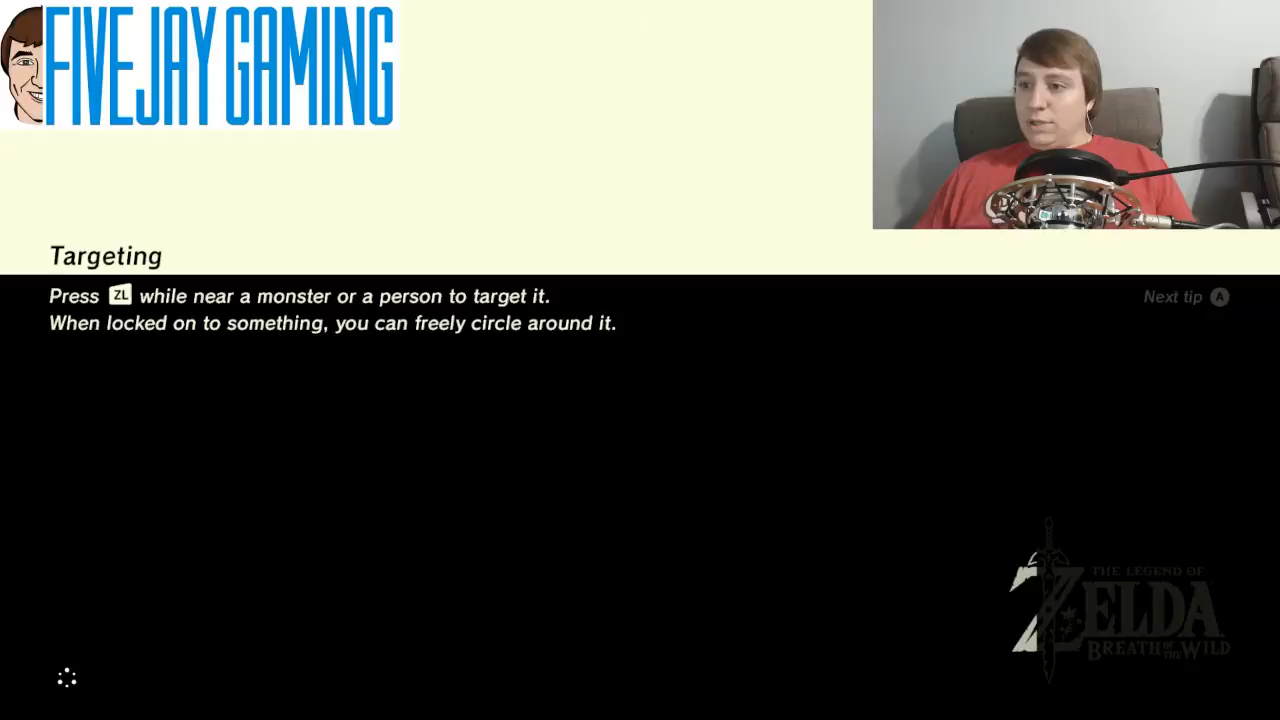 FIVEJAY GAMING
Targeting
Press ZL while near a monster or a person to target it.
When locked on to something, you can freely circle around it.
Next tip A
THE LEGEND OF
ZELDA
BREATH OF THE WILD